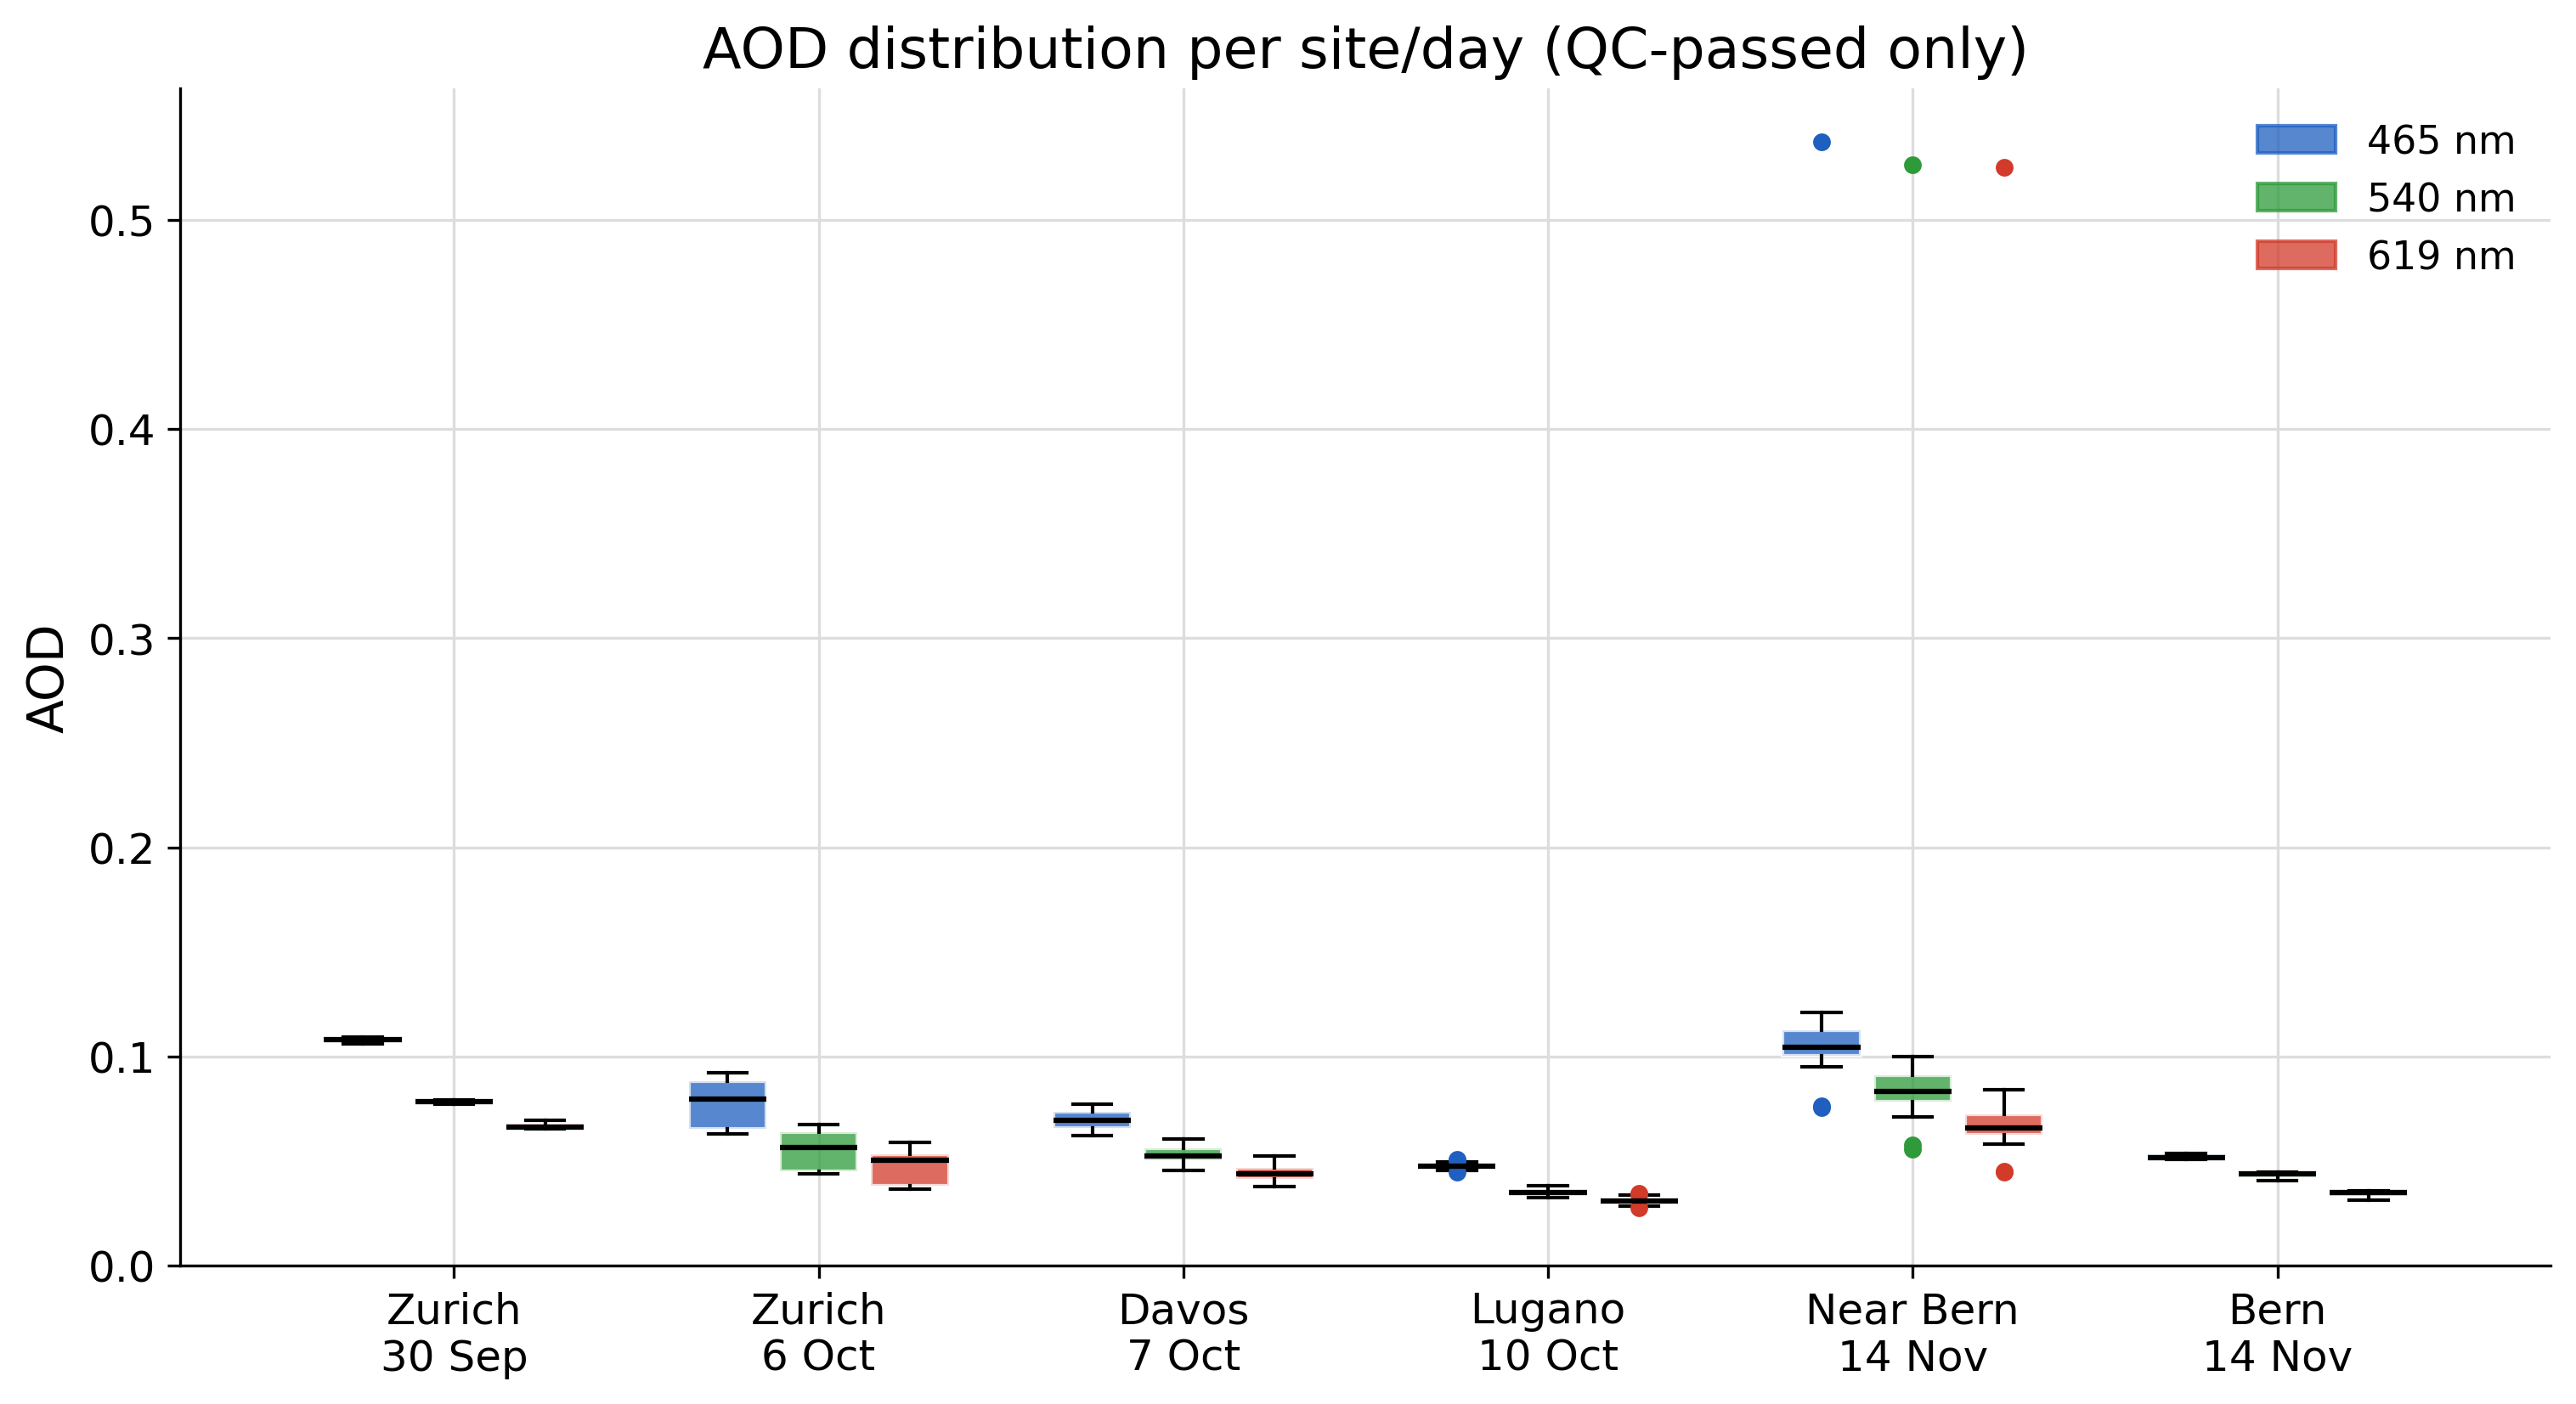 AOD distribution per site/day (QC-passed only)
465 nm
540 nm
619 nm
AOD
0.5
0.4
0.3
0.2
0.1
0.0
Zurich
30 Sep
Zurich
6 Oct
Davos
7 Oct
Lugano
10 Oct
Near Bern
14 Nov
Bern
14 Nov